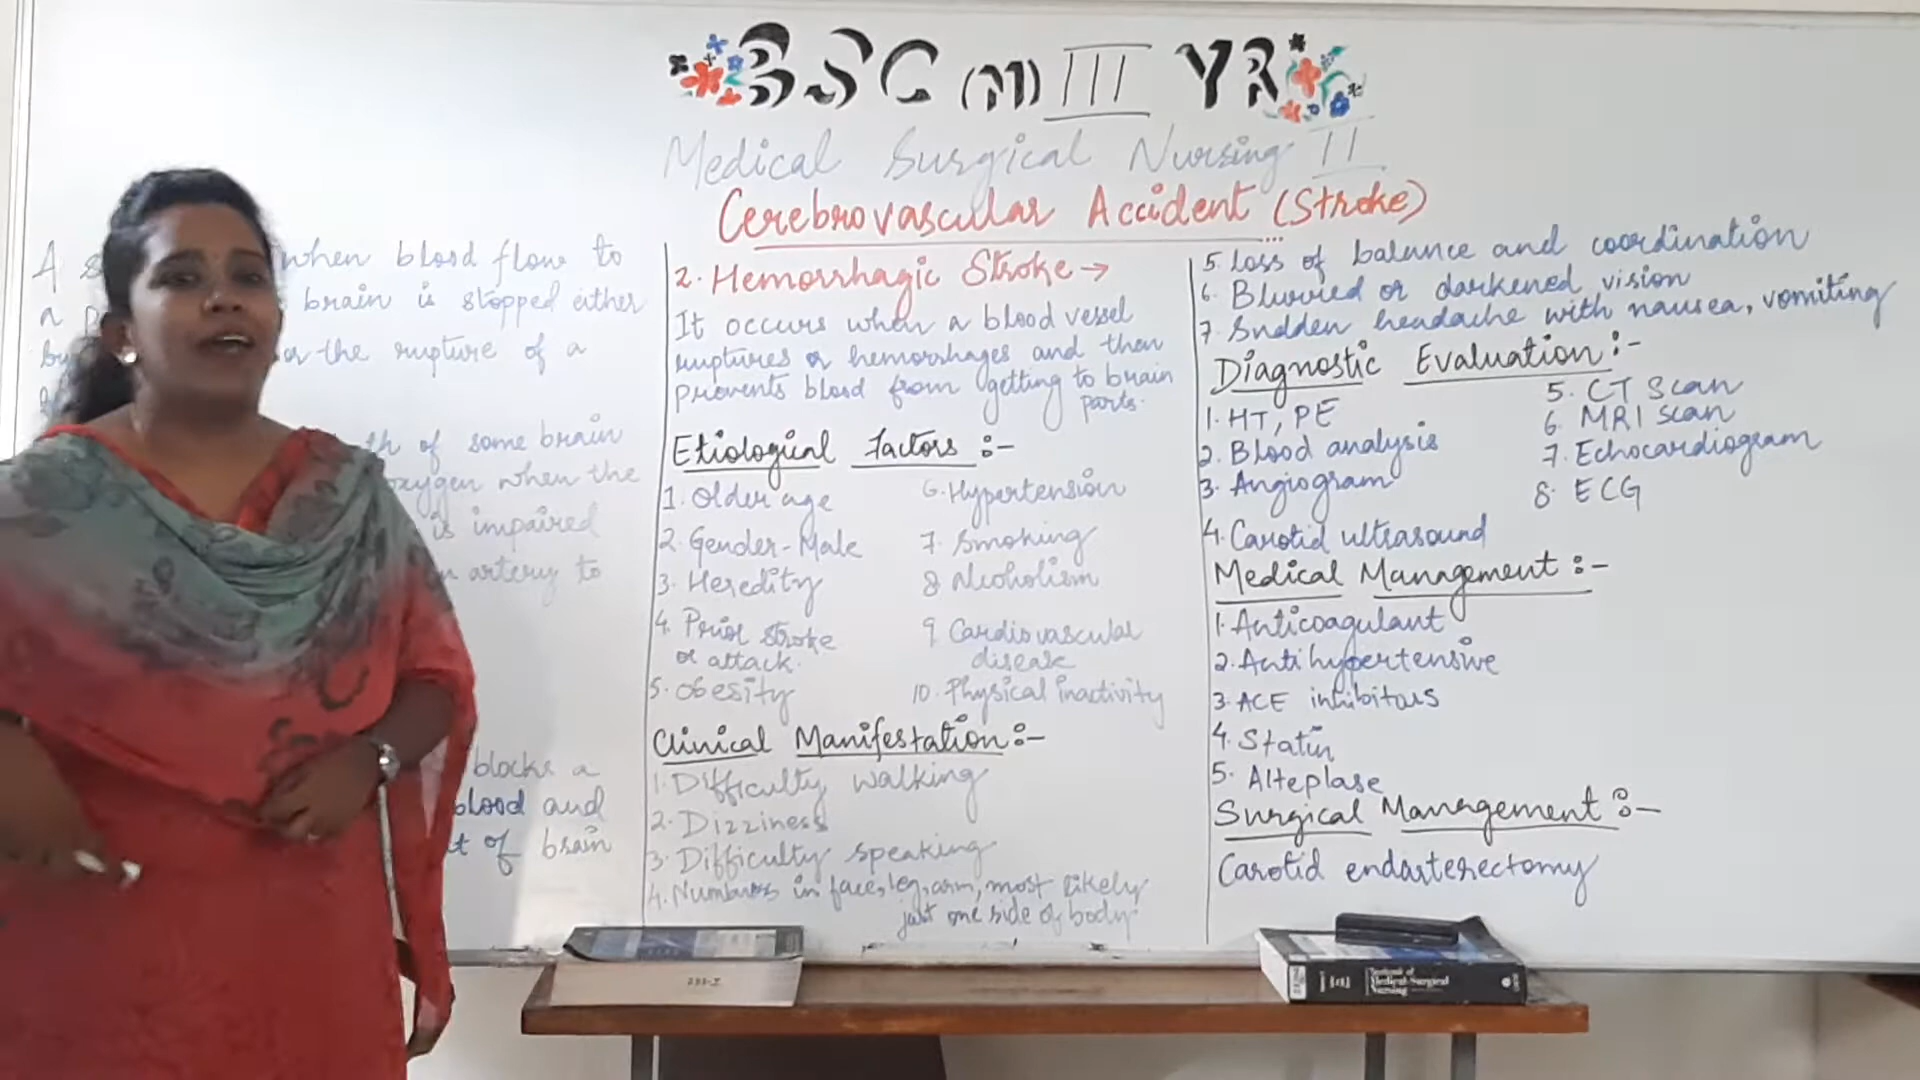 BSC (N) III YR
Medical Surgical Nursing II
Cerebrovascular Accident (Stroke)
A when blood flow to
a brain is stopped either
by or the rupture of a
th of some brain
oxygen when the
is impaired
artery to
blocks a
blood and
t of brain
2. Hemorrhagic Stroke →
It occurs when a blood vessel
ruptures or hemorrhages and then
prevents blood from getting to brain
parts.
Etiological Factors :-
1. Older age
2. Gender-Male
3. Heredity
4. Prior stroke
or attack.
5. obesity
6. Hypertension
7. Smoking
8. Alcoholism
9. Cardiovascular
disease
10. Physical inactivity
Clinical Manifestation :-
1. Difficulty walking
2. Dizziness
3. Difficulty speaking
4. Numbness in face, leg, arm, most likely
just one side of body.
5. loss of balance and coordination
6. Blurried or darkened vision
7. Sudden headache with nausea, vomiting
Diagnostic Evaluation :-
1. HT, PE
2. Blood analysis
3. Angiogram
4. Carotid ultrasound
5. CT Scan
6. MRI scan
7. Echocardiogram
8. ECG
Medical Management :-
1. Anticoagulant
2. Antihypertensive
3. ACE inhibitors
4. Statin
5. Alteplase
Surgical Management :-
Carotid endarterectomy
Textbook of
Medical-Surgical
Nursing